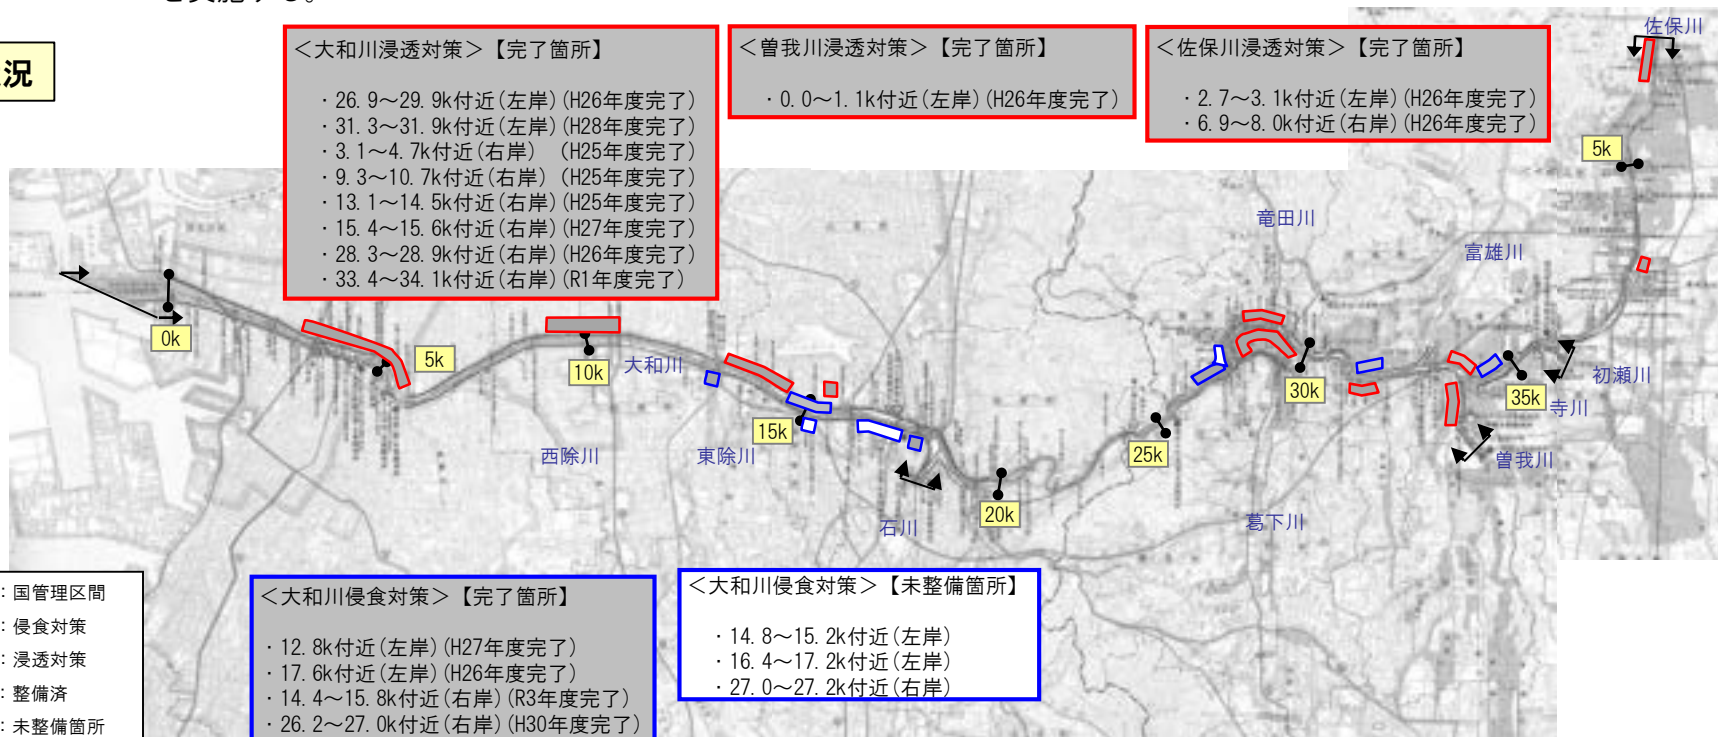 を実施する。
況
＜大和川浸透対策＞【完了箇所】
・26.9～29.9k付近(左岸)(H26年度完了)
・31.3～31.9k付近(左岸)(H28年度完了)
・3.1～4.7k付近(右岸) (H25年度完了)
・9.3～10.7k付近(右岸) (H25年度完了)
・13.1～14.5k付近(右岸)(H25年度完了)
・15.4～15.6k付近(右岸)(H27年度完了)
・28.3～28.9k付近(右岸)(H26年度完了)
・33.4～34.1k付近(右岸)(R1年度完了)
＜曽我川浸透対策＞【完了箇所】
・0.0～1.1k付近(左岸)(H26年度完了)
＜佐保川浸透対策＞【完了箇所】
・2.7～3.1k付近(左岸)(H26年度完了)
・6.9～8.0k付近(右岸)(H26年度完了)
佐保川
5k
竜田川
富雄川
0k
5k
10k
大和川
30k
35k
初瀬川
寺川
15k
西除川
東除川
25k
曽我川
20k
石川
葛下川
：国管理区間
：侵食対策
：浸透対策
：整備済
：未整備箇所
＜大和川侵食対策＞【完了箇所】
・12.8k付近(左岸)(H27年度完了)
・17.6k付近(左岸)(H26年度完了)
・14.4～15.8k付近(右岸)(R3年度完了)
・26.2～27.0k付近(右岸)(H30年度完了)
＜大和川侵食対策＞【未整備箇所】
・14.8～15.2k付近(左岸)
・16.4～17.2k付近(左岸)
・27.0～27.2k付近(右岸)